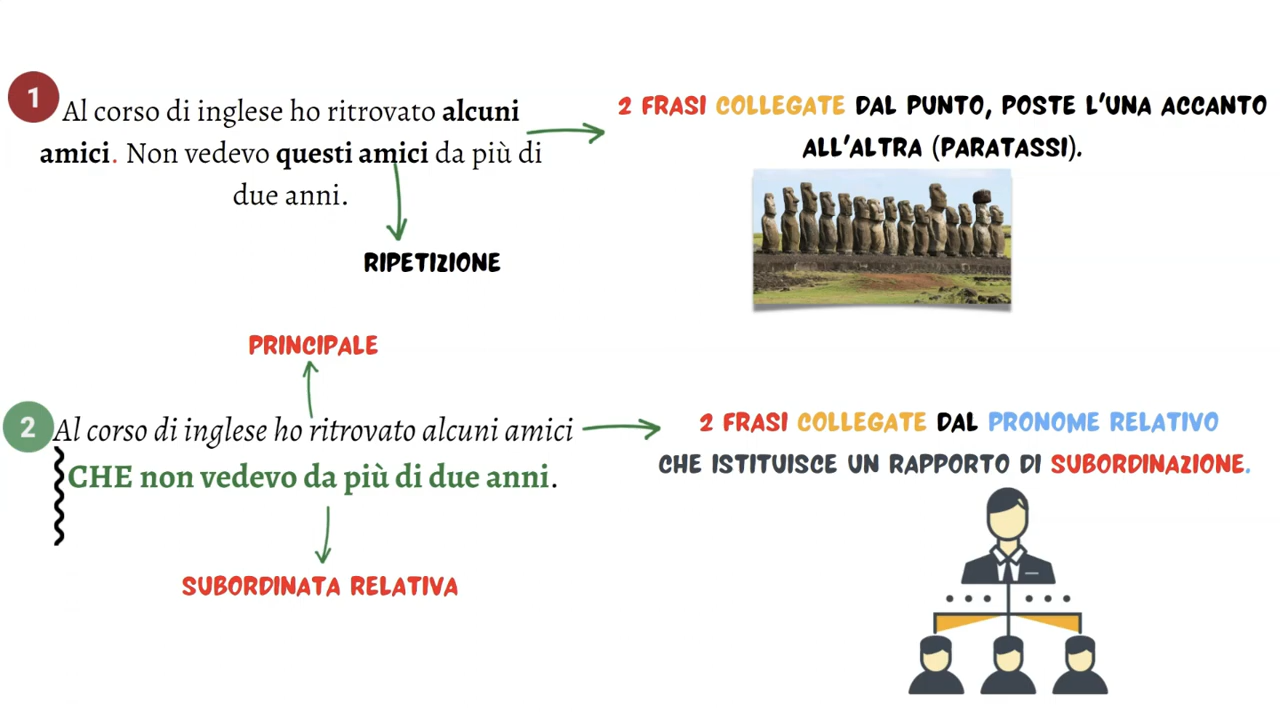 1
Al corso di inglese ho ritrovato alcuni
amici. Non vedevo questi amici da più di
due anni.
2 FRASI COLLEGATE DAL PUNTO, POSTE L'UNA ACCANTO
ALL'ALTRA (PARATASSI).
RIPETIZIONE
PRINCIPALE
2
Al corso di inglese ho ritrovato alcuni amici
CHE non vedevo da più di due anni.
2 FRASI COLLEGATE DAL PRONOME RELATIVO
CHE ISTITUISCE UN RAPPORTO DI SUBORDINAZIONE.
SUBORDINATA RELATIVA